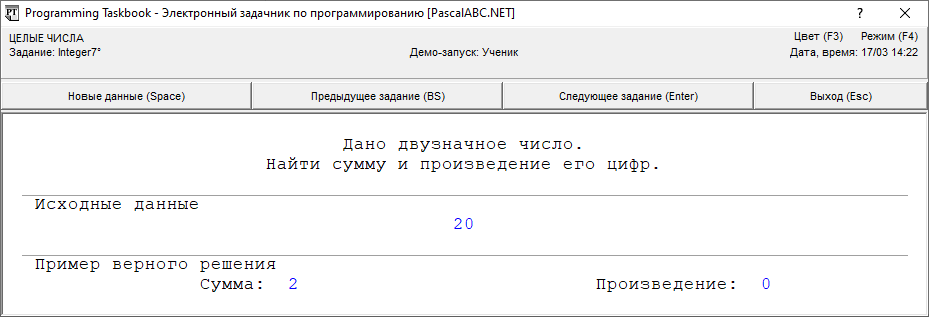 Programming Taskbook - Электронный задачник по программированию [PascalABC.NET] ?
ЦЕЛЫЕ ЧИСЛА Цвет (F3) Режим (F4)
Задание: Integer7° Демо-запуск: Ученик Дата, время: 17/03 14:22
Новые данные (Space) Предыдущее задание (BS) Следующее задание (Enter) Выход (Esc)
Дано двузначное число.
Найти сумму и произведение его цифр.
Исходные данные
20
Пример верного решения
Сумма: 2 Произведение: 0